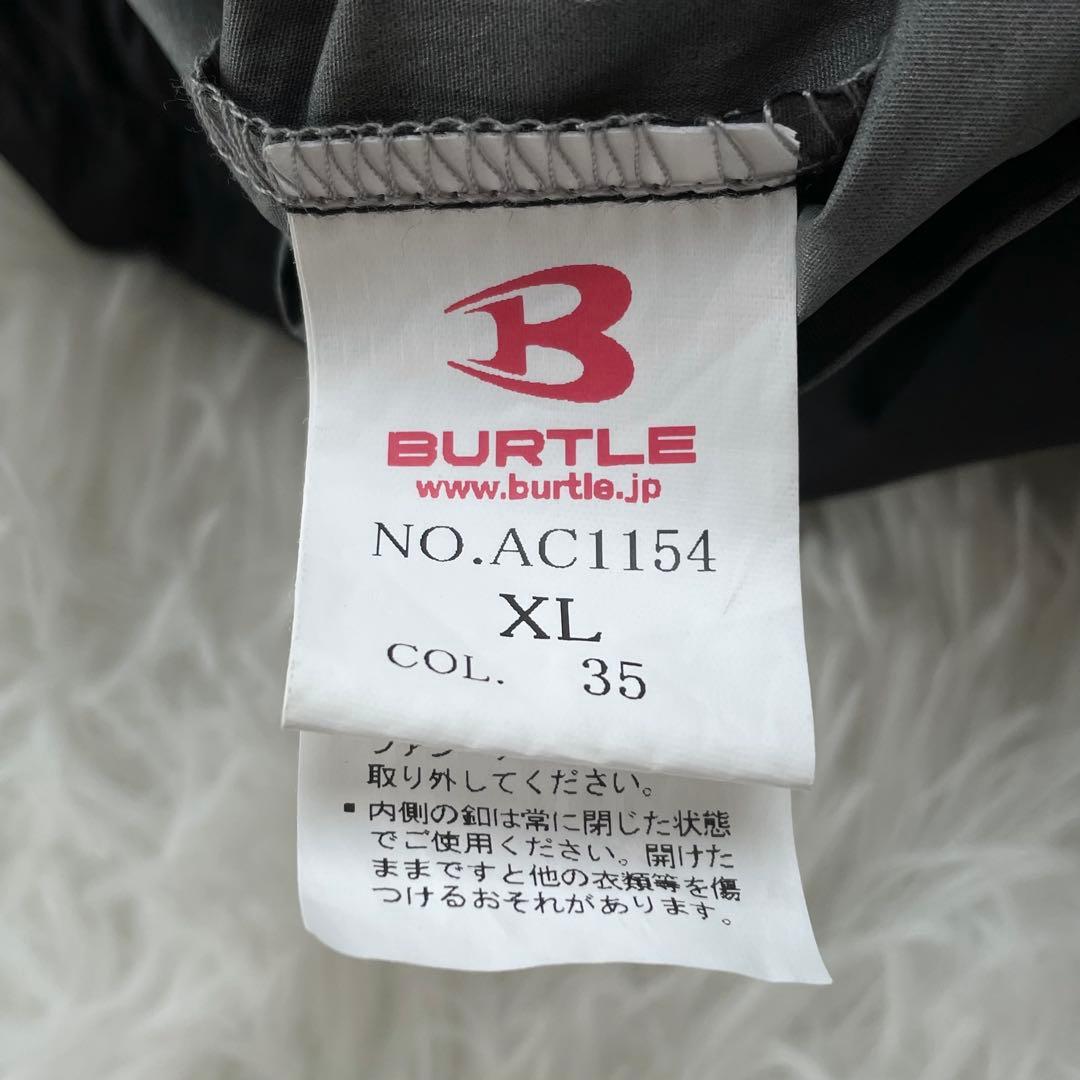 B
BURTLE
www.burtle.jp
NO.AC1154
XL
COL. 35
取り外してください。
▪ 内側の釦は常に閉じた状態
でご使用ください。開けた
ままですと他の衣類等を傷
つけるおそれがあります。